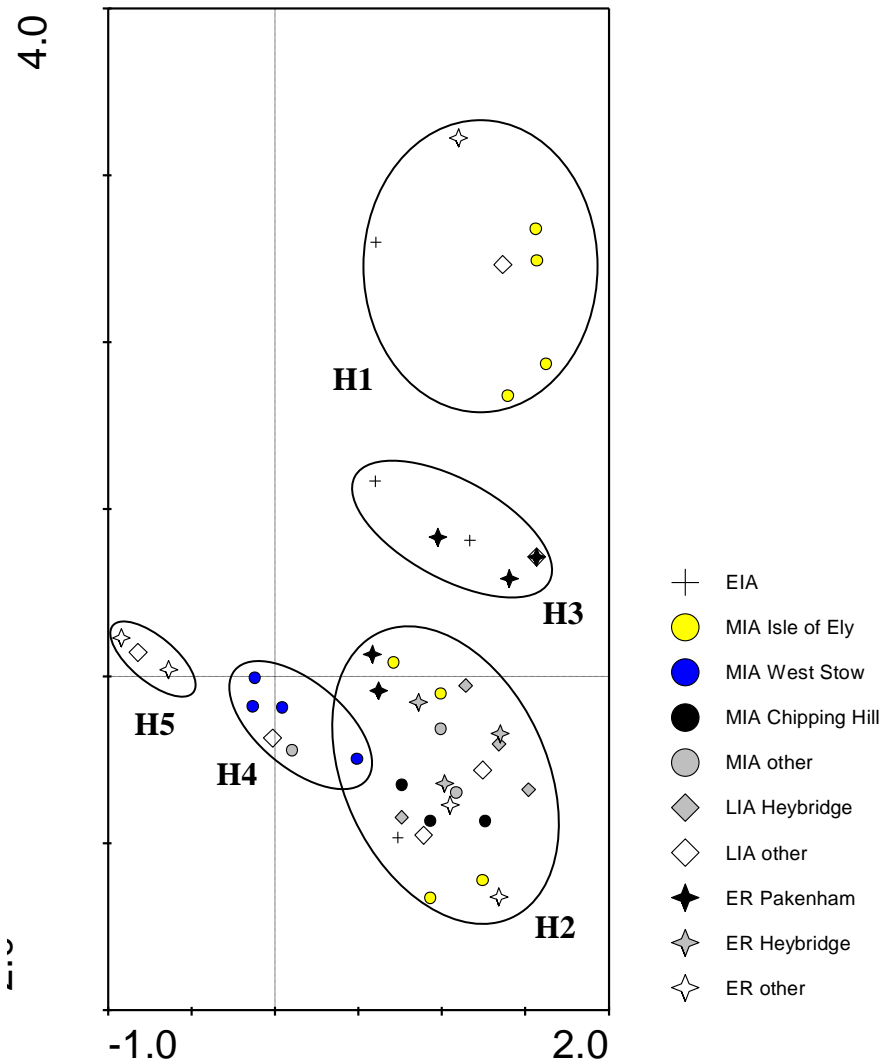 4.0
H1
H3
H5
H4
H2
-1.0
2.0
EIA
MIA Isle of Ely
MIA West Stow
MIA Chipping Hill
MIA other
LIA Heybridge
LIA other
ER Pakenham
ER Heybridge
ER other